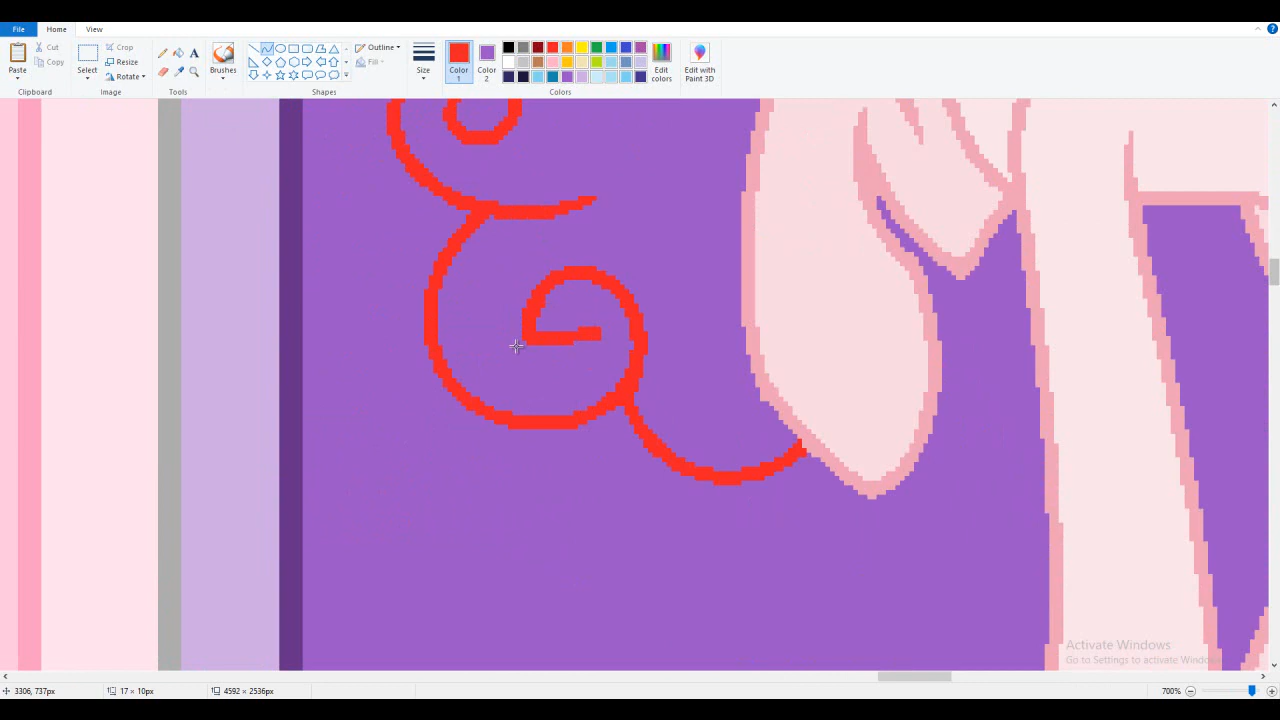 File Home View
Paste Cut Copy Select Crop Resize Rotate A Brushes Outline Fill Size Color 1 Color 2 Edit colors Edit with Paint 3D
Clipboard Image Tools Shapes Colors
Activate Windows
Go to Settings to activate Windows.
3306, 737px 17 × 10px 4592 × 2536px 700%